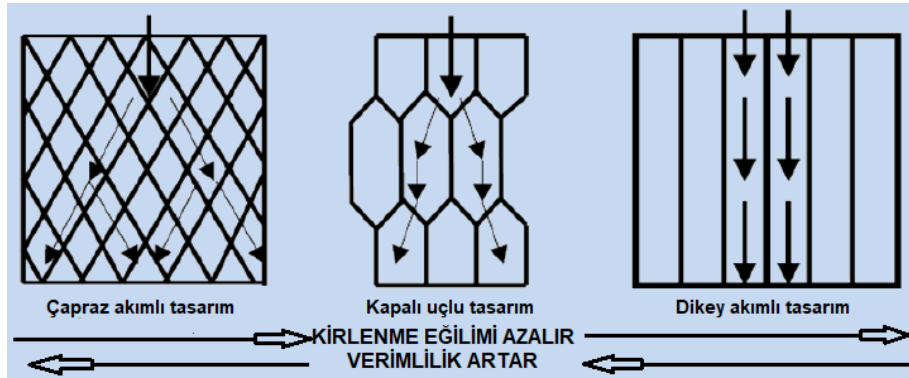 Çapraz akımlı tasarım
Kapalı uçlu tasarım
Dikey akımlı tasarım
KİRLENME EĞİLİMİ AZALIR
VERİMLİLİK ARTAR